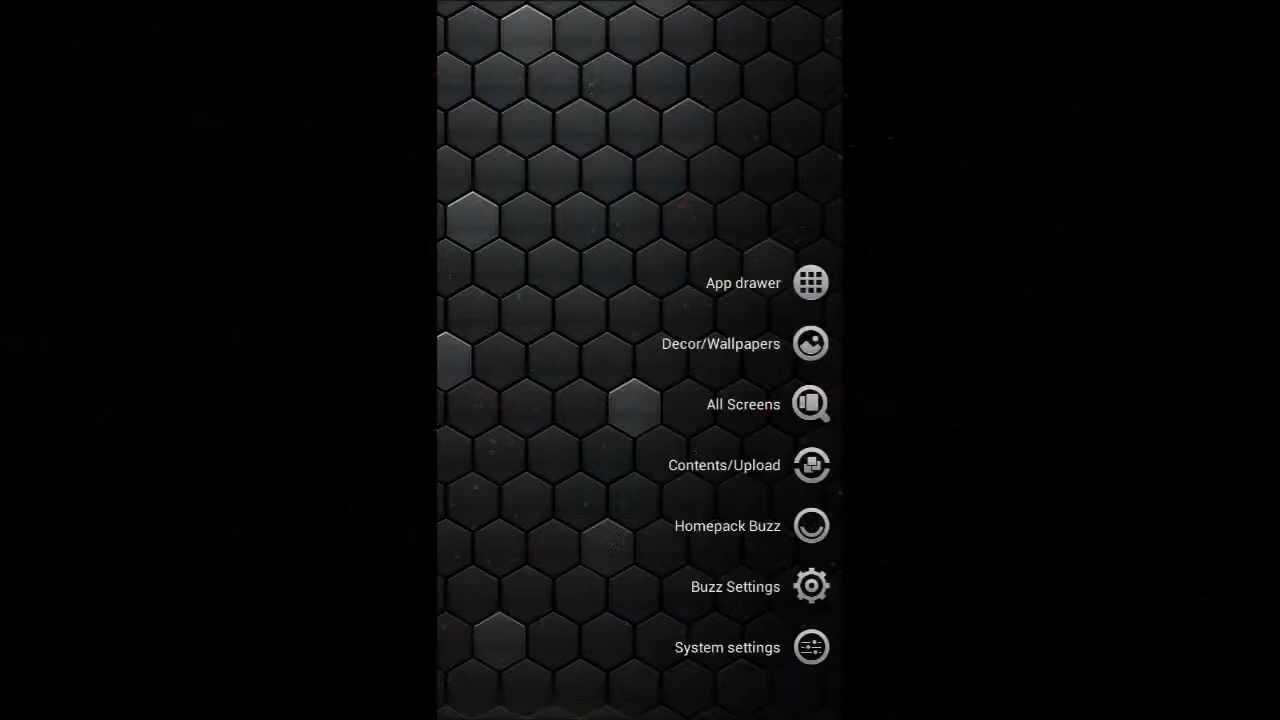 App drawer
Decor/Wallpapers
All Screens
Contents/Upload
Homepack Buzz
Buzz Settings
System settings